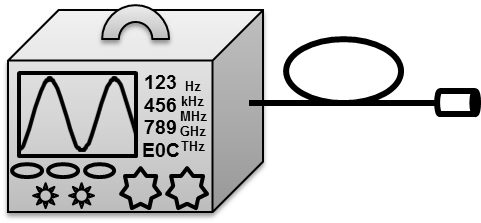 123 Hz
456 kHz
789 MHz
E0C GHz
THz